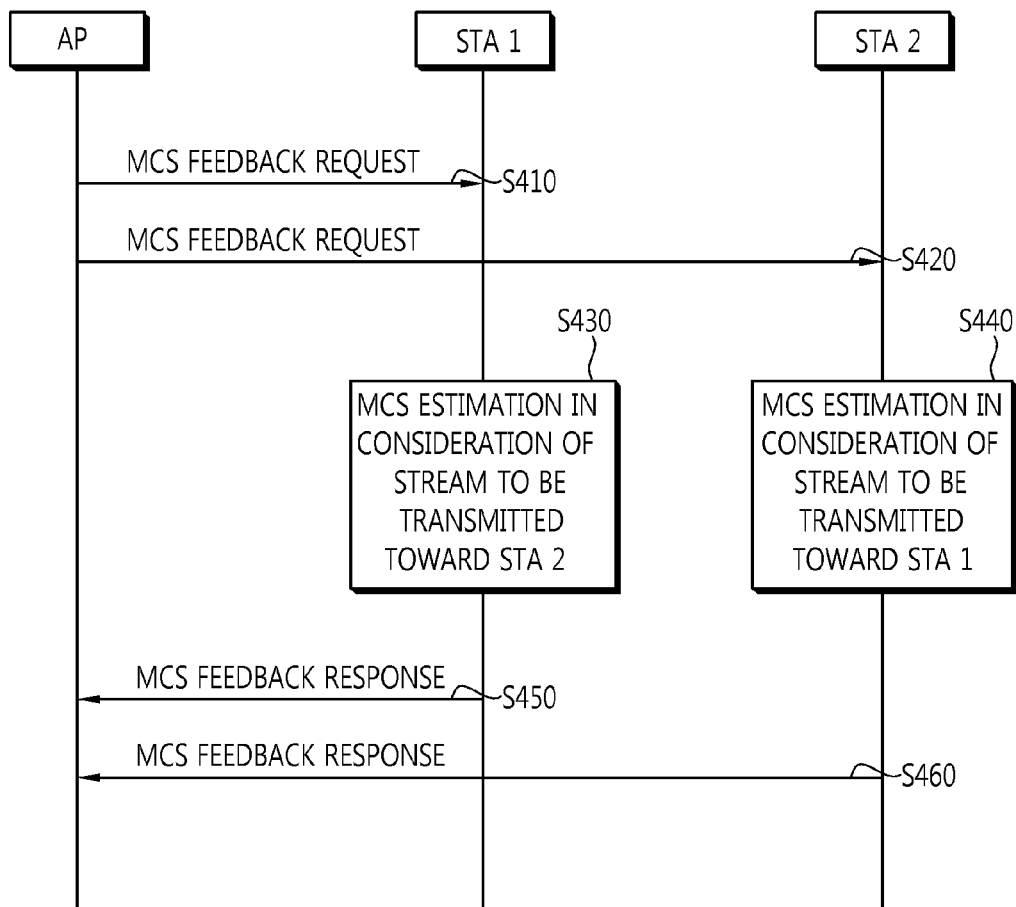 AP
STA 1
STA 2
MCS FEEDBACK REQUEST
S410
MCS FEEDBACK REQUEST
S420
S430
S440
MCS ESTIMATION IN
CONSIDERATION OF
STREAM TO BE
TRANSMITTED
TOWARD STA 2
MCS ESTIMATION IN
CONSIDERATION OF
STREAM TO BE
TRANSMITTED
TOWARD STA 1
MCS FEEDBACK RESPONSE
S450
MCS FEEDBACK RESPONSE
S460